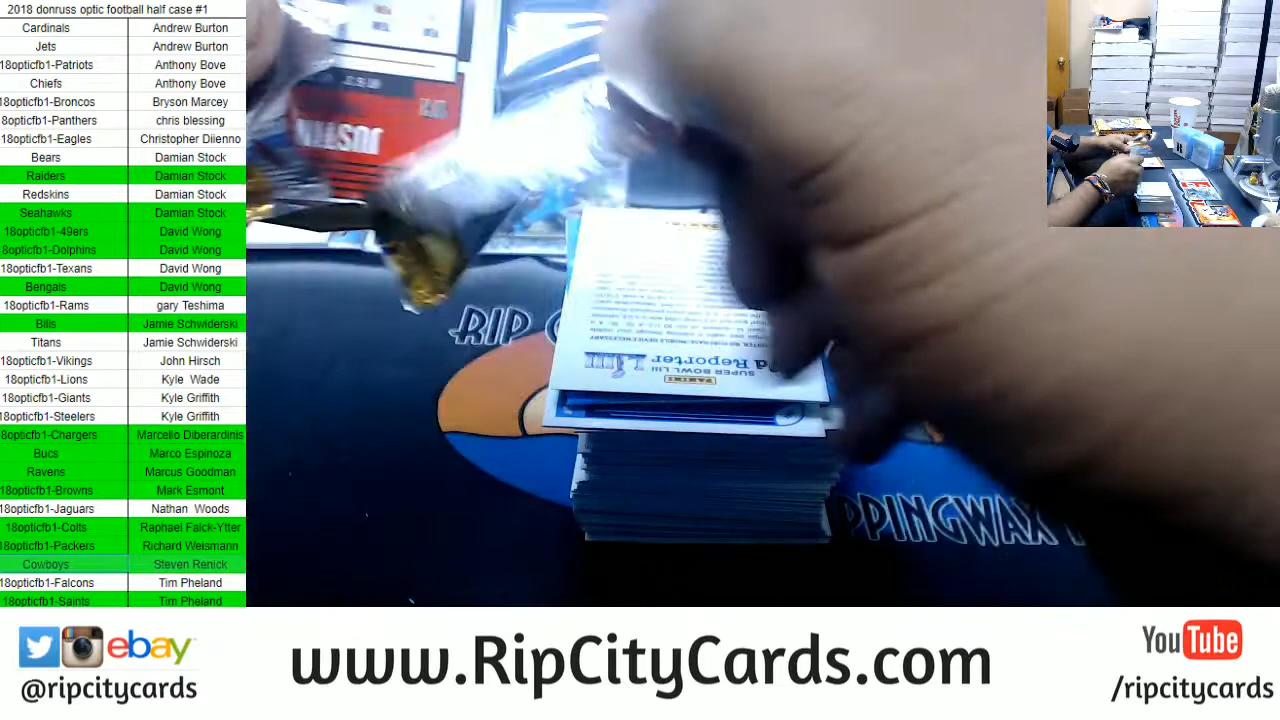 2018 donruss optic football half case #1
Cardinals Andrew Burton
Jets Andrew Burton
18opticfb1-Patriots Anthony Bove
Chiefs Anthony Bove
18opticfb1-Broncos Bryson Marcey
8opticfb1-Panthers chris blessing
18opticfb1-Eagles Christopher Diienno
Bears Damian Stock
Raiders Damian Stock
Redskins Damian Stock
Seahawks Damian Stock
18opticfb1-49ers David Wong
8opticfb1-Dolphins David Wong
18opticfb1-Texans David Wong
Bengals David Wong
18opticfb1-Rams gary Teshima
Bills Jamie Schwiderski
Titans Jamie Schwiderski
18opticfb1-Vikings John Hirsch
18opticfb1-Lions Kyle Wade
18opticfb1-Giants Kyle Griffith
18opticfb1-Steelers Kyle Griffith
8opticfb1-Chargers Marcello Diberardinis
Bucs Marco Espinoza
Ravens Marcus Goodman
18opticfb1-Browns Mark Esmont
18opticfb1-Jaguars Nathan Woods
18opticfb1-Colts Raphael Falck-Ytter
18opticfb1-Packers Richard Weismann
Cowboys Steven Renick
18opticfb1-Falcons Tim Pheland
18opticfb1-Saints Tim Pheland
JUSTIN
RIP
PANINI
SUPER BOWL LIII
Reporter
PPINGWAX
ebay
@ripcitycards
www.RipCityCards.com
YouTube
/ripcitycards